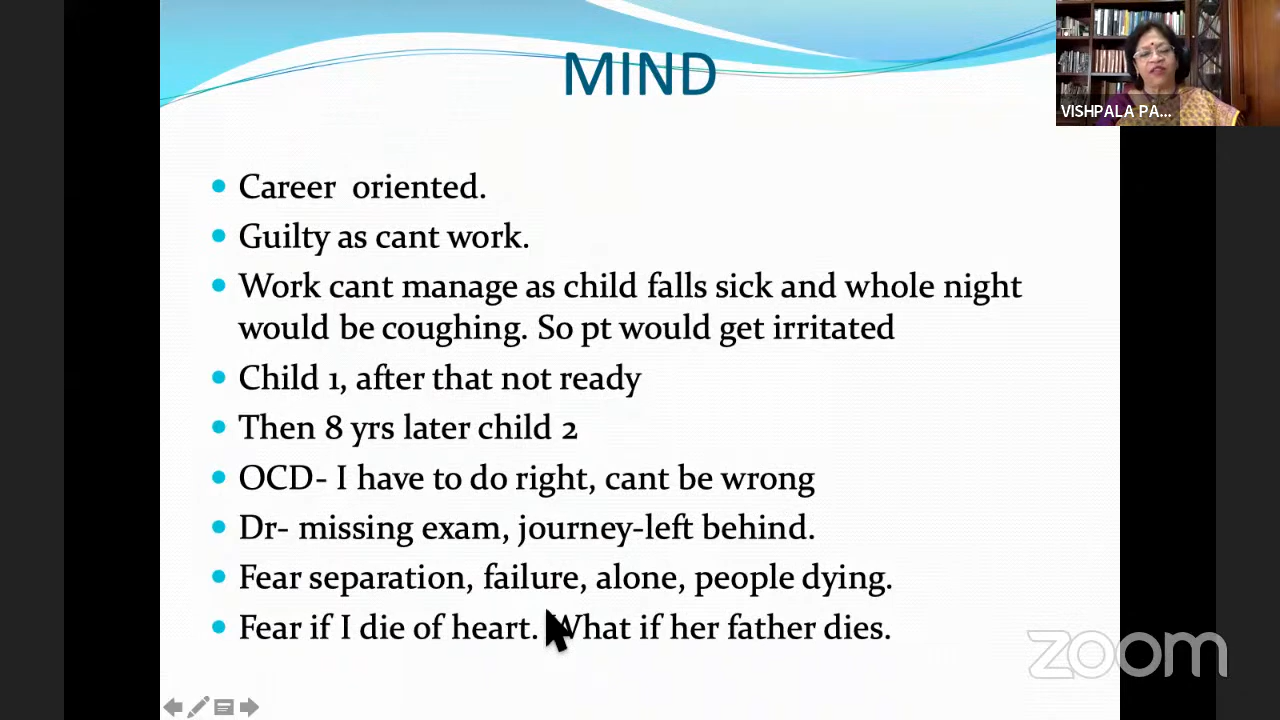 MIND
VISHPALA PA...
Career oriented.
Guilty as cant work.
Work cant manage as child falls sick and whole night
would be coughing. So pt would get irritated
Child 1, after that not ready
Then 8 yrs later child 2
OCD- I have to do right, cant be wrong
Dr- missing exam, journey-left behind.
Fear separation, failure, alone, people dying.
Fear if I die of heart. What if her father dies.
zoom